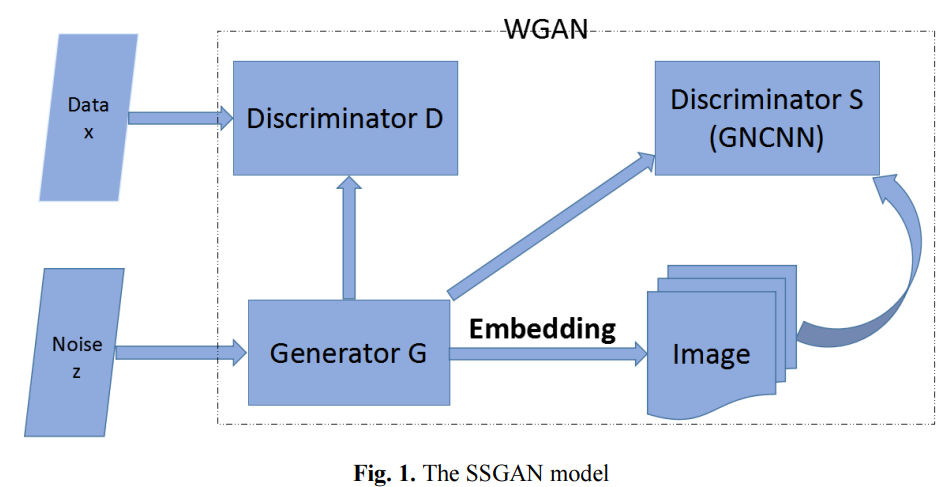 WGAN
Data
x
Discriminator D
Discriminator S
(GNCNN)
Noise
z
Generator G
Embedding
Image
Fig. 1. The SSGAN model